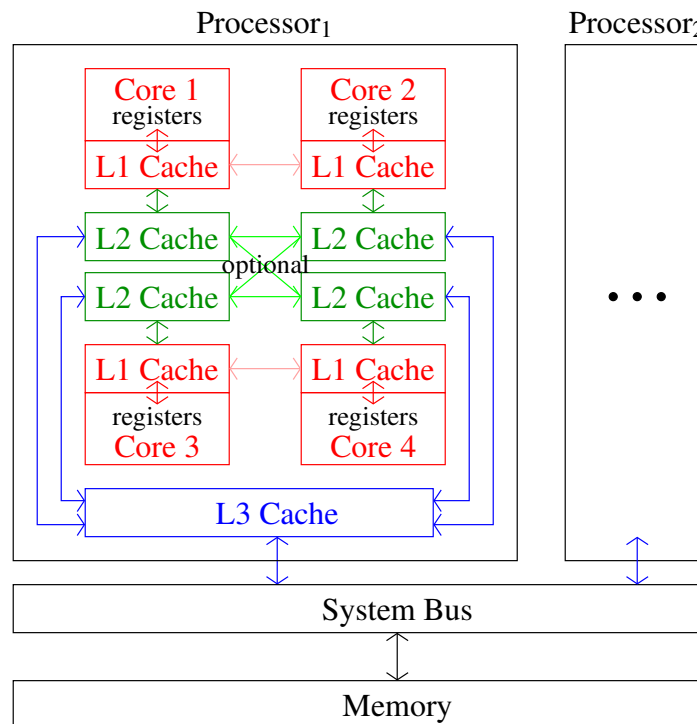 Processor₁ Processor₂
Core 1 Core 2
registers registers
L1 Cache L1 Cache
L2 Cache L2 Cache
optional
L2 Cache L2 Cache
• • •
L1 Cache L1 Cache
registers registers
Core 3 Core 4
L3 Cache
System Bus
Memory